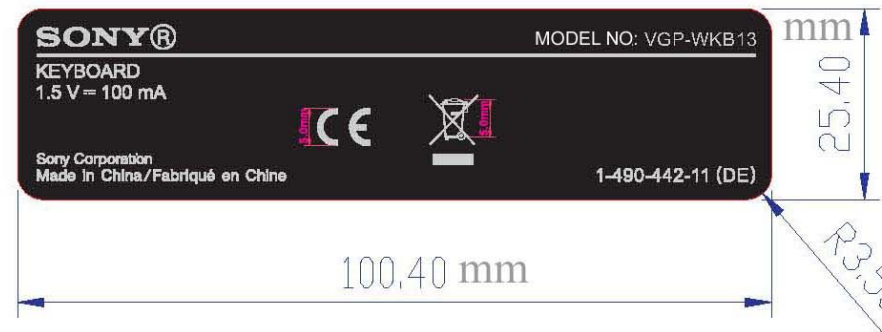 SONY®
MODEL NO.: VGP-WKB13
KEYBOARD
1.5 V⎓100 mA
5.0mm
CE
5.0mm
Sony Corporation
Made in China/Fabriqué en Chine
1-490-442-11 (DE)
mm
25,40
100,40 mm